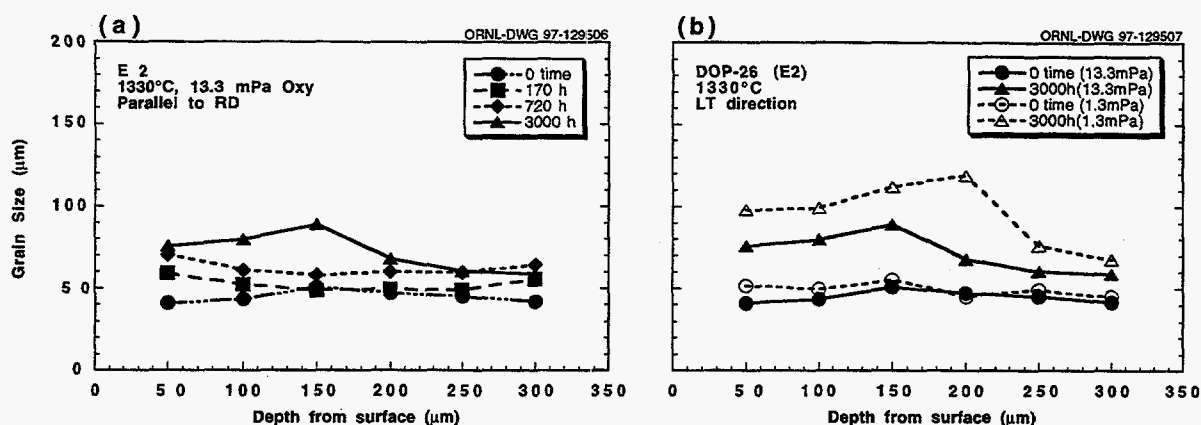 (a)
ORNL-DWG 97-129506
E 2
1330°C, 13.3 mPa Oxy
Parallel to RD
0 time
170 h
720 h
3000 h
200
150
100
50
0
Grain Size (μm)
0 50 100 150 200 250 300 350
Depth from surface (μm)
(b)
ORNL-DWG 97-129507
DOP-26 (E2)
1330°C
LT direction
0 time (13.3mPa)
3000h(13.3mPa)
0 time (1.3mPa)
3000h(1.3mPa)
0 50 100 150 200 250 300 350
Depth from surface (μm)